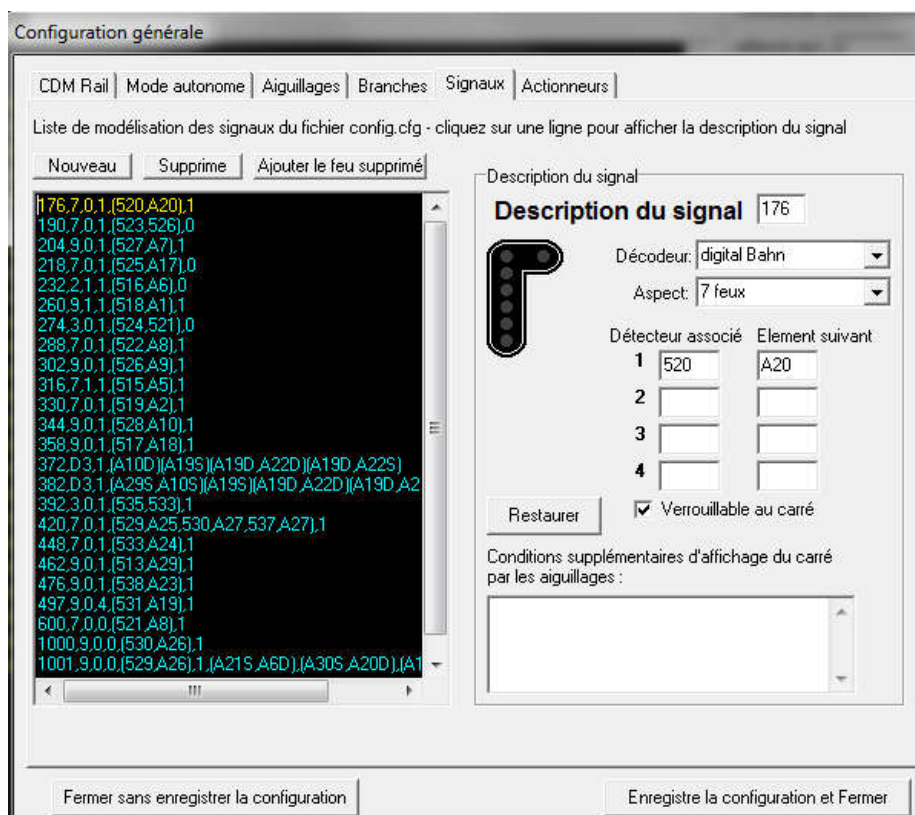 Configuration générale
CDM Rail Mode autonome Aiguillages Branches Signaux Actionneurs
Liste de modélisation des signaux du fichier config.cfg - cliquez sur une ligne pour afficher la description du signal
Nouveau Supprime Ajouter le feu supprimé
176,7,0,1,(520,A20),1
190,7,0,1,(523,526),0
204,9,0,1,(527,A7),1
218,7,0,1,(525,A17),0
232,2,1,1,(516,A6),0
260,9,1,1,(518,A1),1
274,3,0,1,(524,521),0
288,7,0,1,(522,A8),1
302,9,0,1,(526,A9),1
316,7,1,1,(515,A5),1
330,7,0,1,(519,A2),1
344,9,0,1,(528,A10),1
358,9,0,1,(517,A18),1
372,D3,1,(A10D)(A19S)(A19D,A22D)(A19D,A22S)
382,D3,1,(A29S,A10S)(A19S)(A19D,A22D)(A19D,A2
392,3,0,1,(535,533),1
420,7,0,1,(529,A25,530,A27,537,A27),1
448,7,0,1,(533,A24),1
462,9,0,1,(513,A29),1
476,9,0,1,(538,A23),1
497,9,0,4,(531,A19),1
600,7,0,0,(521,A8),1
1000,9,0,0,(530,A26),1
1001,9,0,0,(529,A26),1,(A21S,A6D),(A30S,A20D),(A1
Description du signal
Description du signal 176
Décodeur: digital Bahn
Aspect: 7 feux
Détecteur associé Element suivant
1 520 A20
2
3
4
Restaurer Verrouillable au carré
Conditions supplémentaires d'affichage du carré
par les aiguillages :
Fermer sans enregistrer la configuration Enregistre la configuration et Fermer